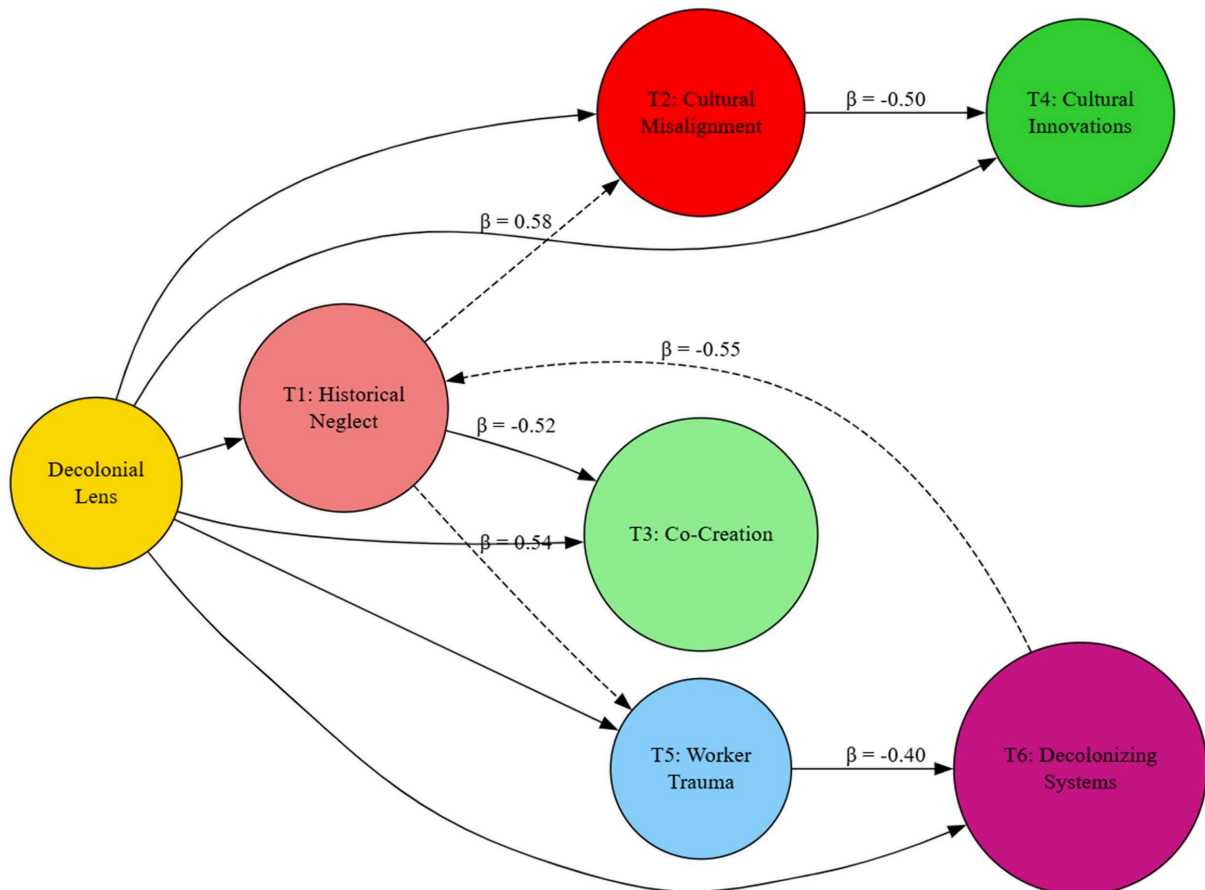 T2: Cultural
Misalignment
β = -0.50
T4: Cultural
Innovations
β = 0.58
β = -0.55
T1: Historical
Neglect
β = -0.52
Decolonial
Lens
T3: Co-Creation
β = 0.54
T5: Worker
Trauma
β = -0.40
T6: Decolonizing
Systems